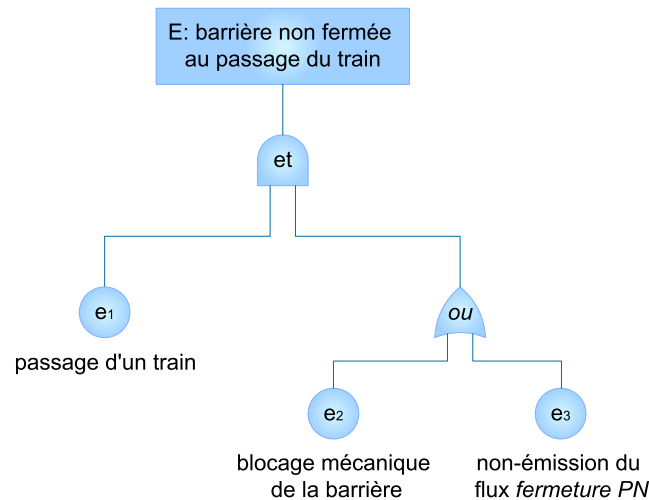 E: barrière non fermée
au passage du train
et
e1
passage d'un train
ou
e2
e3
blocage mécanique
de la barrière
non-émission du
flux fermeture PN